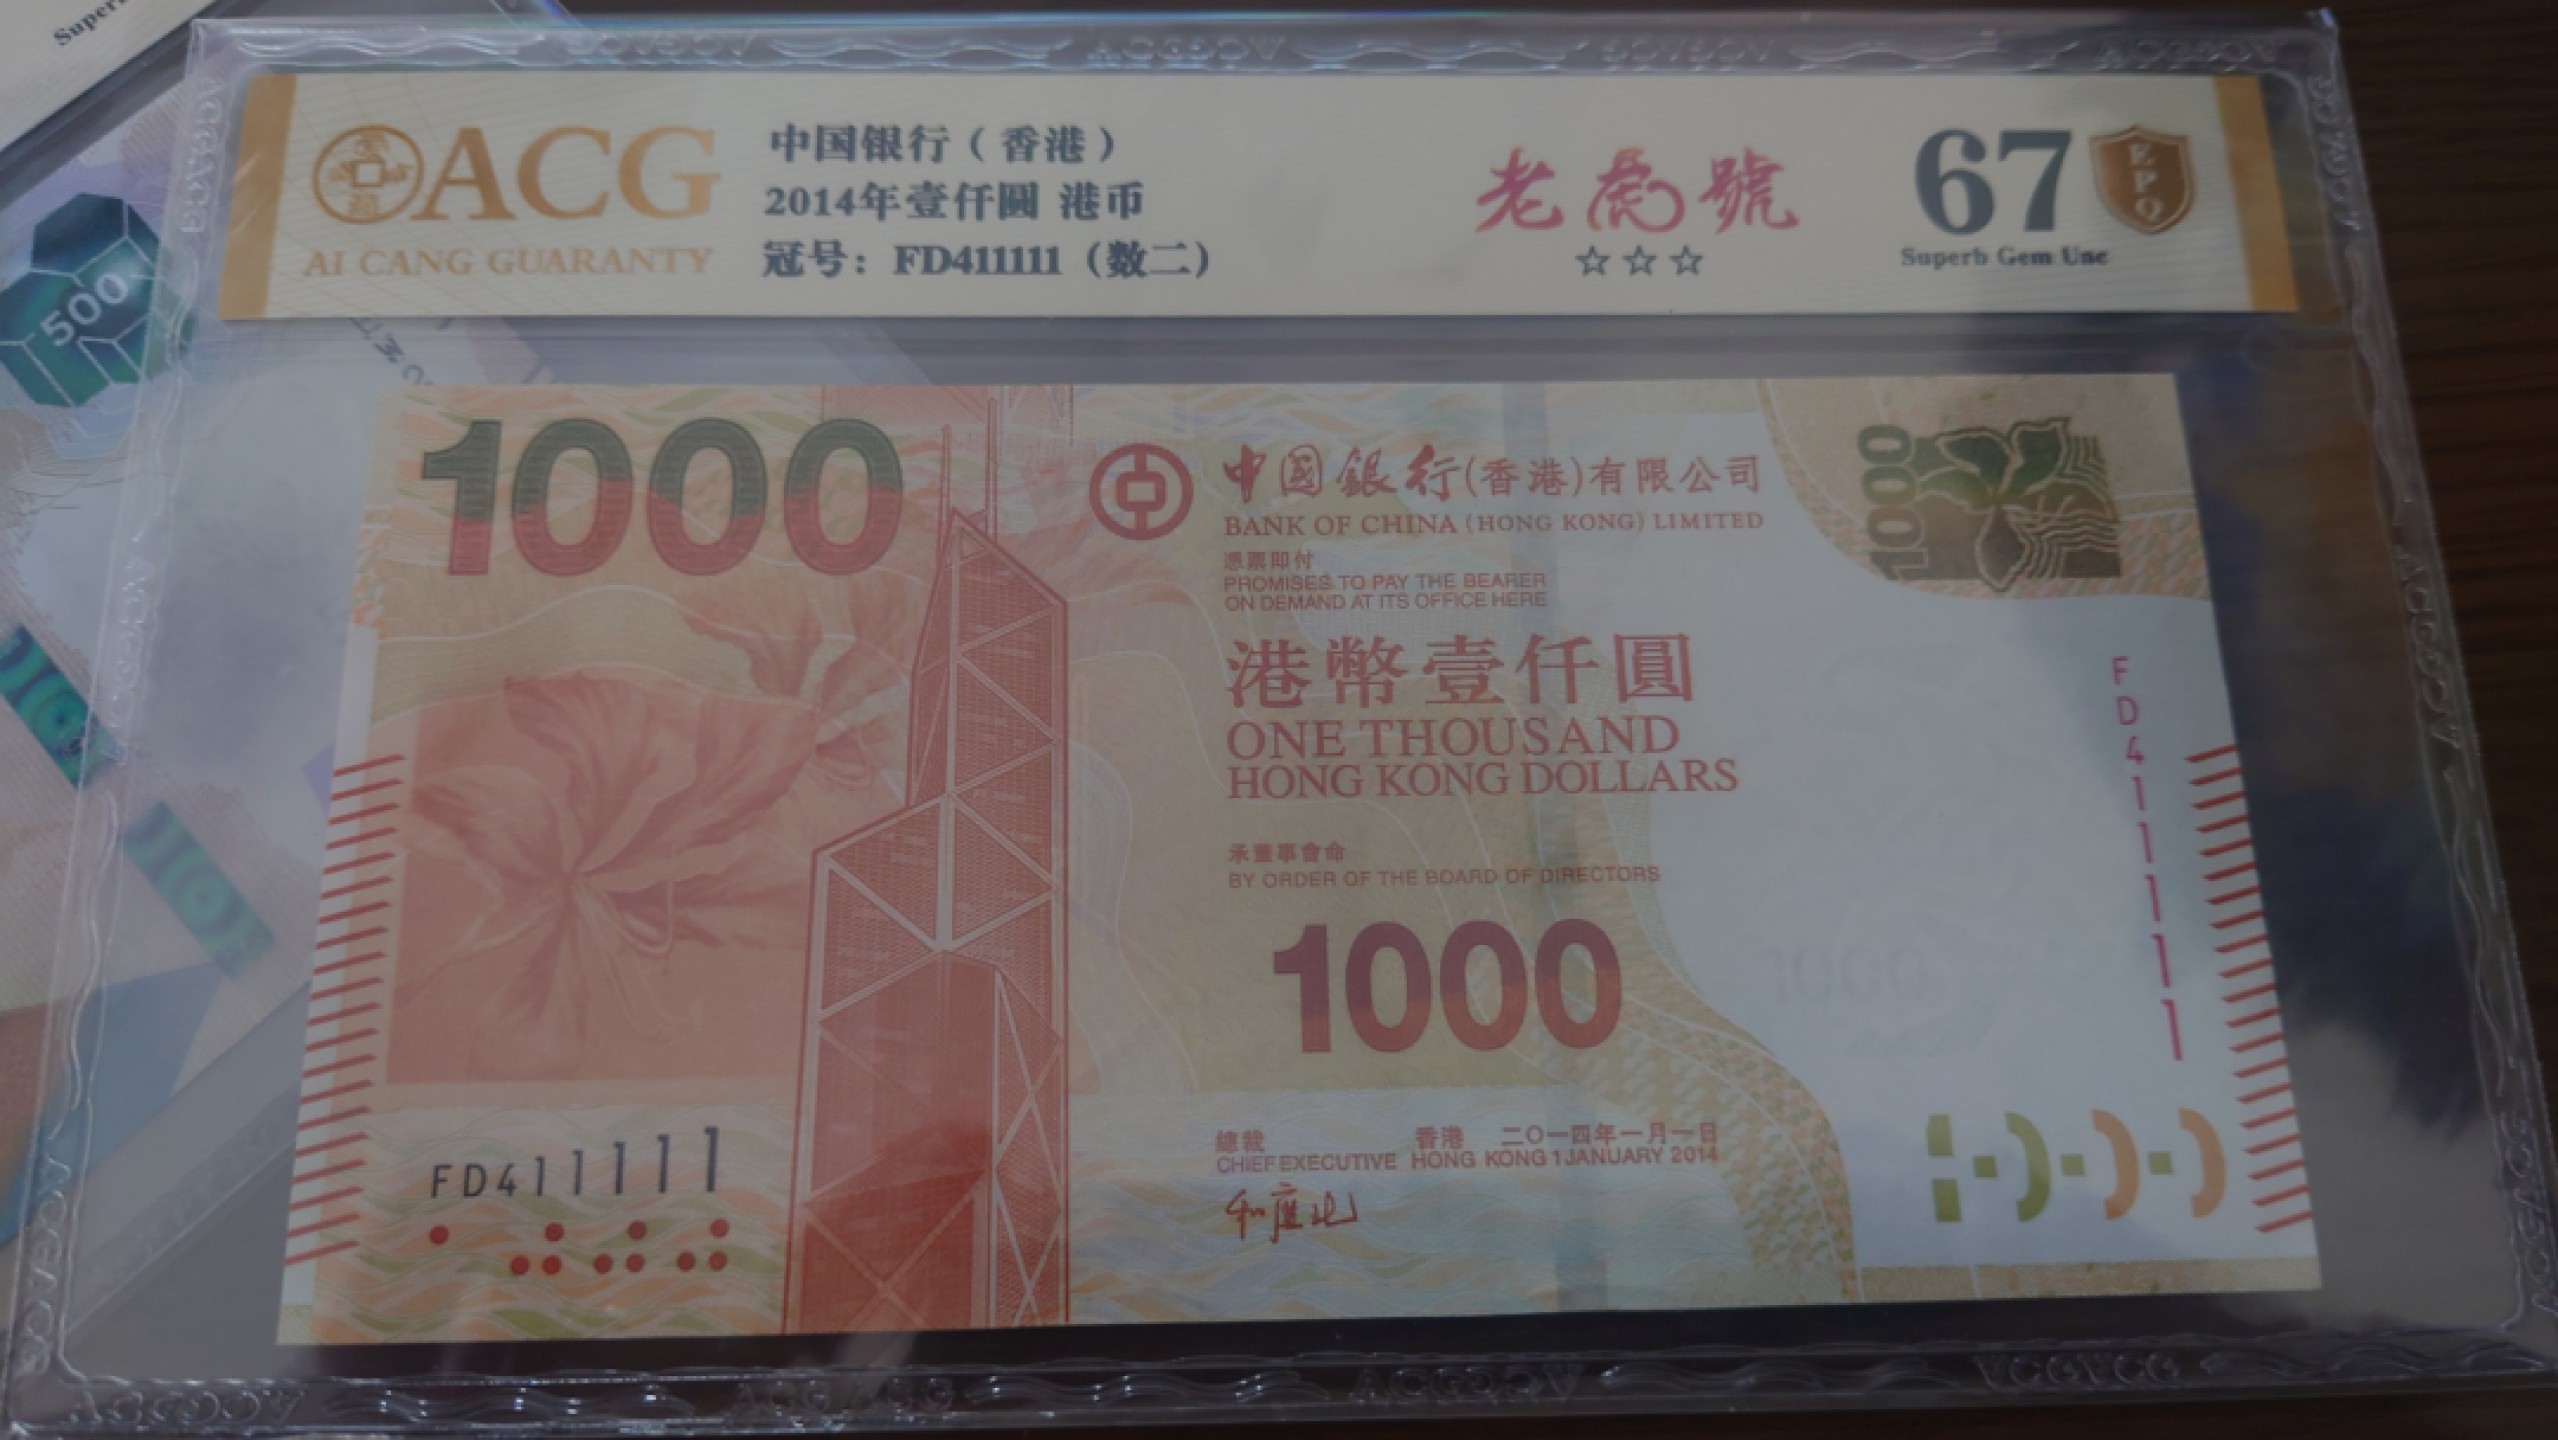 Super
ACG
AI CANG GUARANTY
中国银行（香港）
2014年壹仟圆 港币
冠号：FD411111（数二）
老虎號
☆☆☆
67
EPQ
Superb Gem Unc
500
1000
中國銀行(香港)有限公司
BANK OF CHINA (HONG KONG) LIMITED
憑票即付
PROMISES TO PAY THE BEARER
ON DEMAND AT ITS OFFICE HERE
1000
港幣壹仟圓
ONE THOUSAND
HONG KONG DOLLARS
FD411111
承董事會命
BY ORDER OF THE BOARD OF DIRECTORS
1000
1000
總裁 香港 二〇一四年一月一日
CHIEF EXECUTIVE HONG KONG 1 JANUARY 2014
FD411111